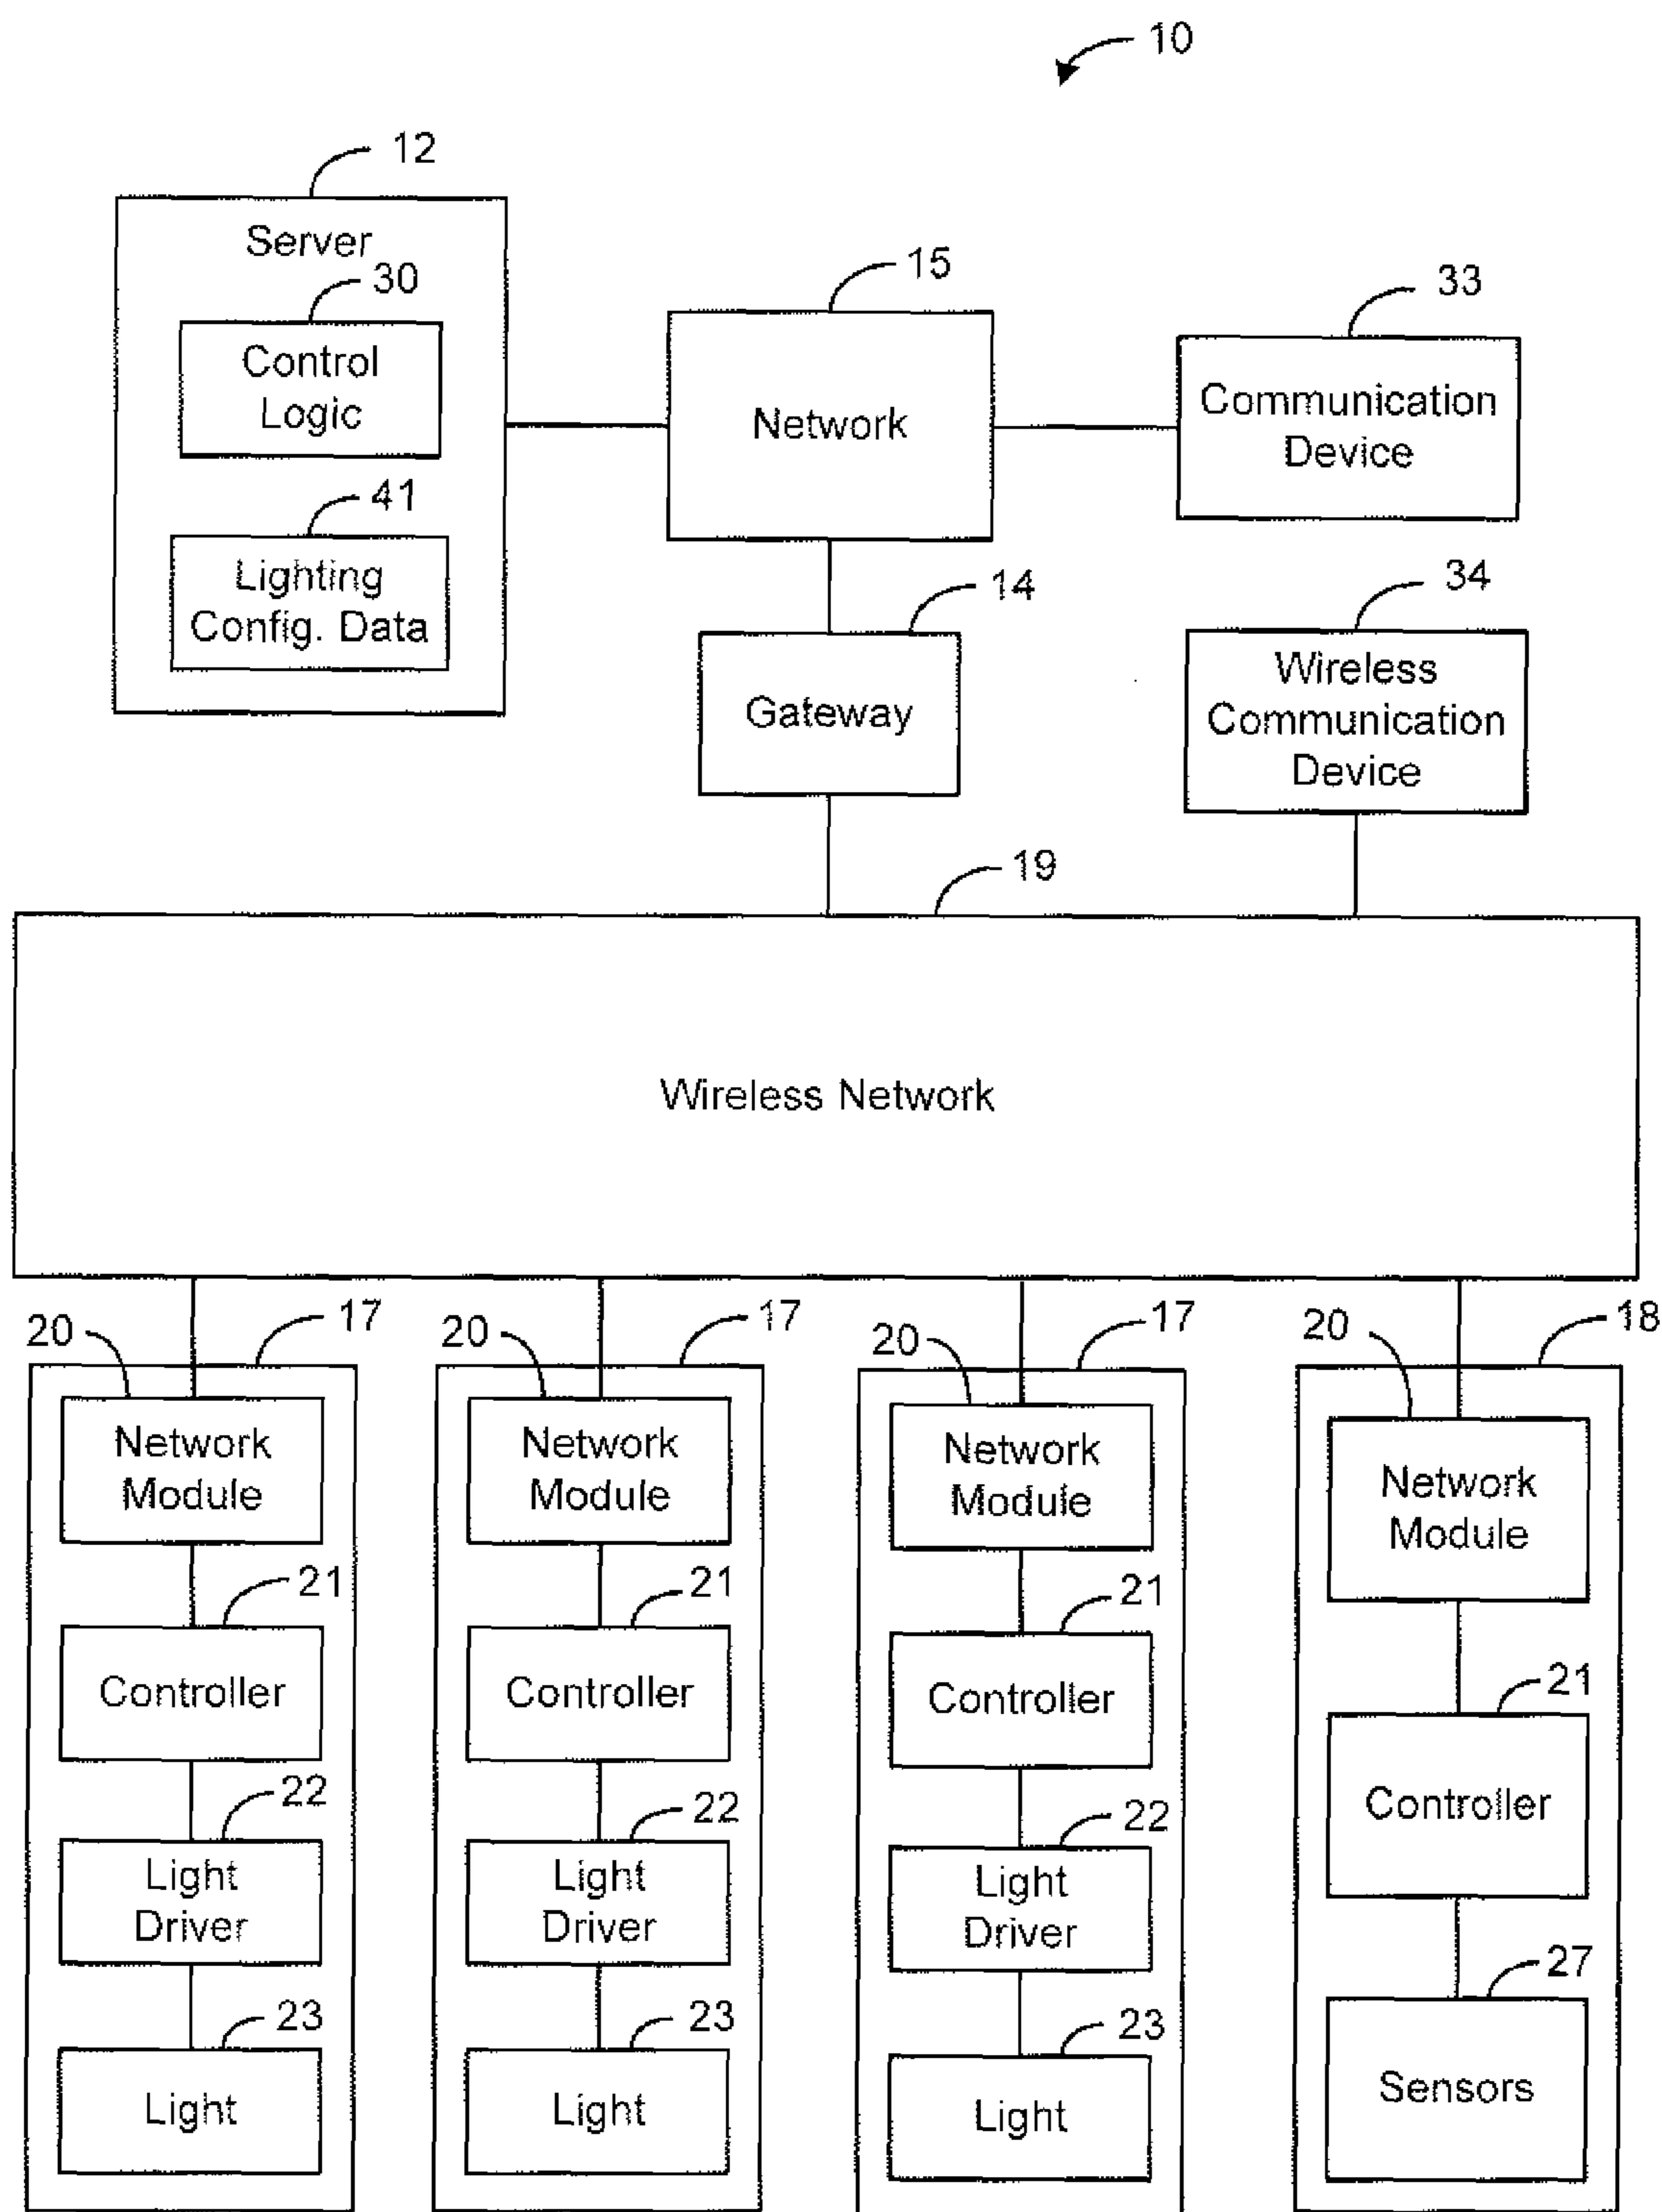 10
12
Server
30
Control
Logic
41
Lighting
Config. Data
15
Network
33
Communication
Device
14
Gateway
34
Wireless
Communication
Device
19
Wireless Network
20
17
Network
Module
21
Controller
22
Light
Driver
23
Light
20
17
Network
Module
21
Controller
22
Light
Driver
23
Light
20
17
Network
Module
21
Controller
22
Light
Driver
23
Light
20
18
Network
Module
21
Controller
27
Sensors